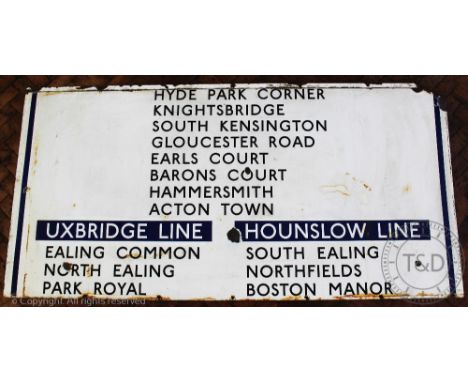 HYDE PARK CORNER
KNIGHTSBRIDGE
SOUTH KENSINGTON
GLOUCESTER ROAD
EARLS COURT
BARONS COURT
HAMMERSMITH
ACTON TOWN
UXBRIDGE LINE HOUNSLOW LINE
EALING COMMON SOUTH EALING
NORTH EALING NORTHFIELDS
PARK ROYAL BOSTON MANOR
T&D
© Copyright. All rights reserved